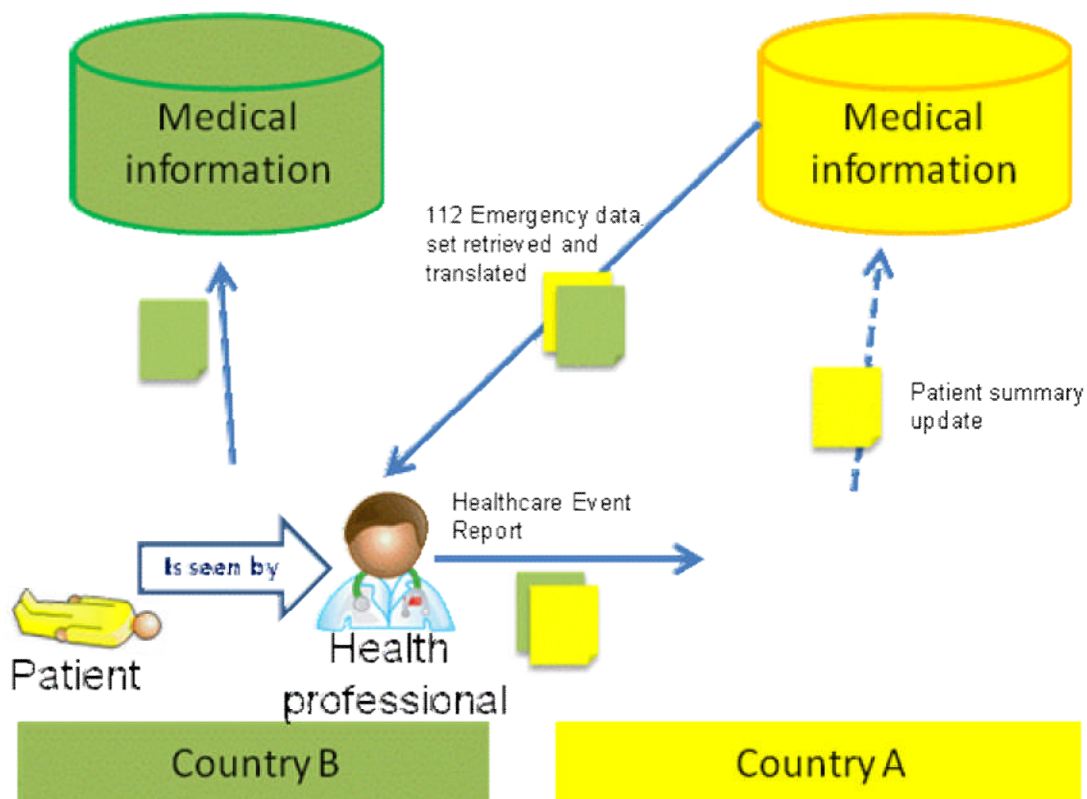 Medical
information
Medical
information
112 Emergency data
set retrieved and
translated
Patient summary
update
Healthcare Event
Report
Is seen by
Patient
Health
professional
Country B
Country A